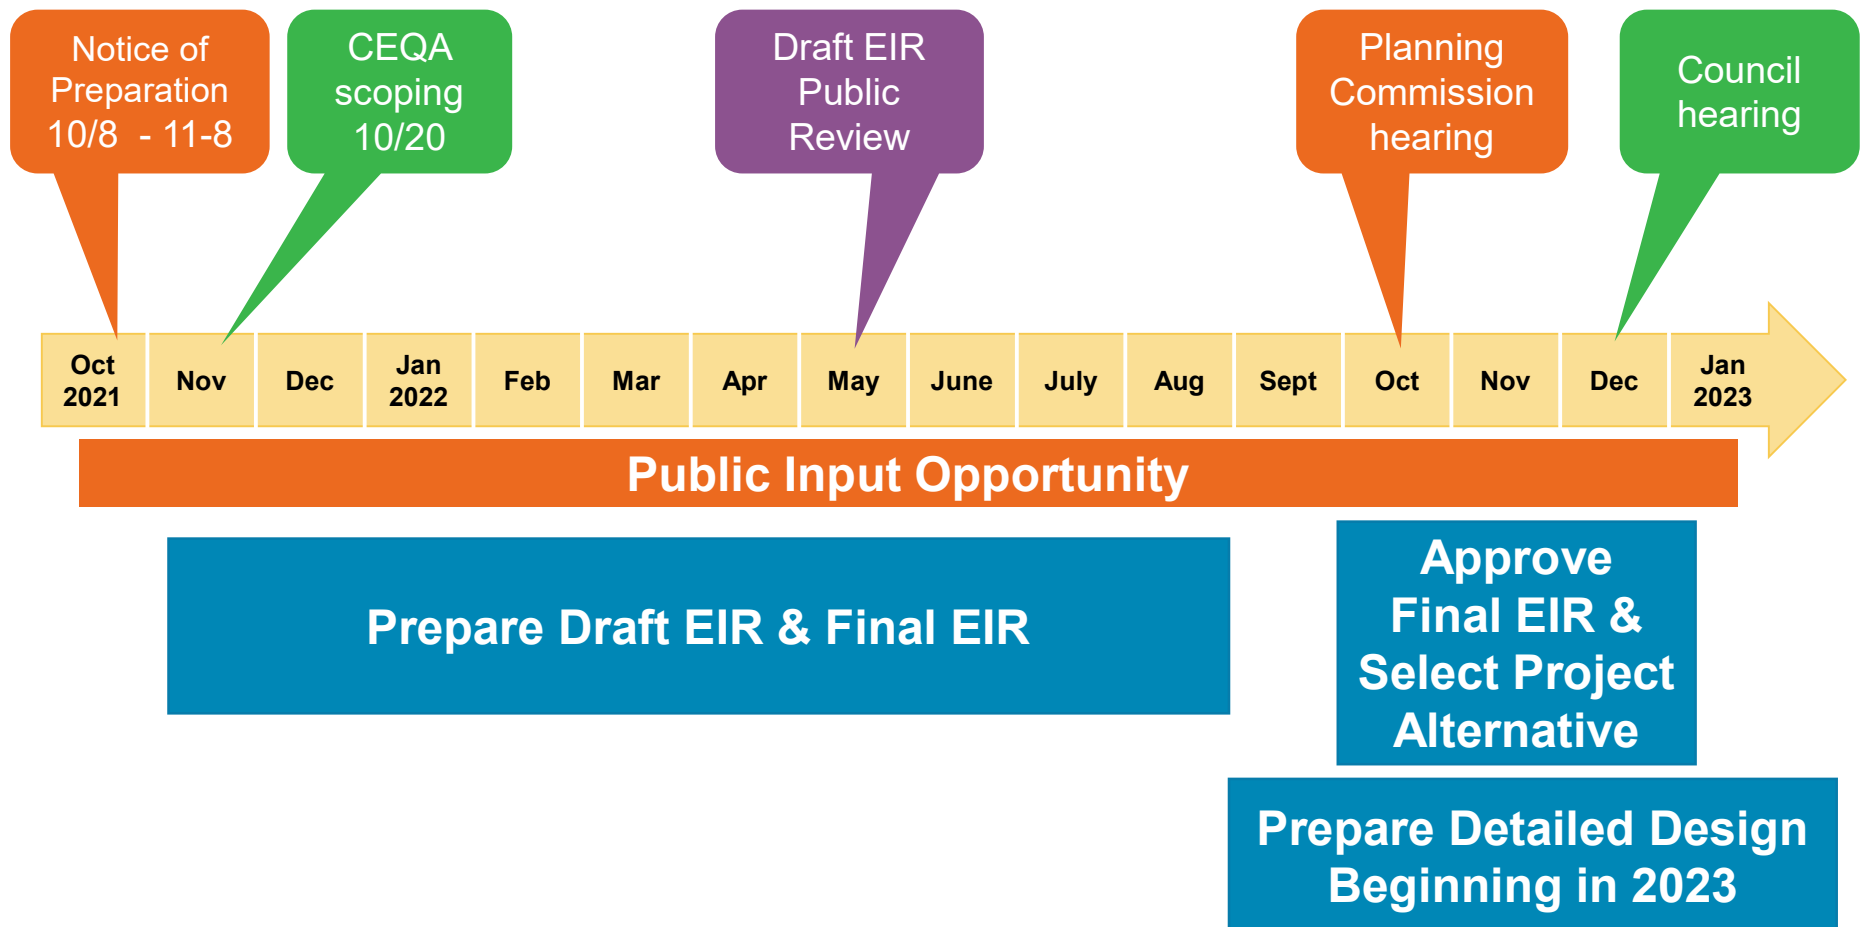 Notice of
Preparation
10/8  - 11-8
CEQA
scoping
10/20
Draft EIR
Public
Review
Planning
Commission
hearing
Council
hearing
Oct
2021
Nov
Dec
Jan
2022
Feb
Mar
Apr
May
June
July
Aug
Sept
Oct
Nov
Dec
Jan
2023
Public Input Opportunity
Prepare Draft EIR & Final EIR
Approve
Final EIR &
Select Project
Alternative
Prepare Detailed Design
Beginning in 2023